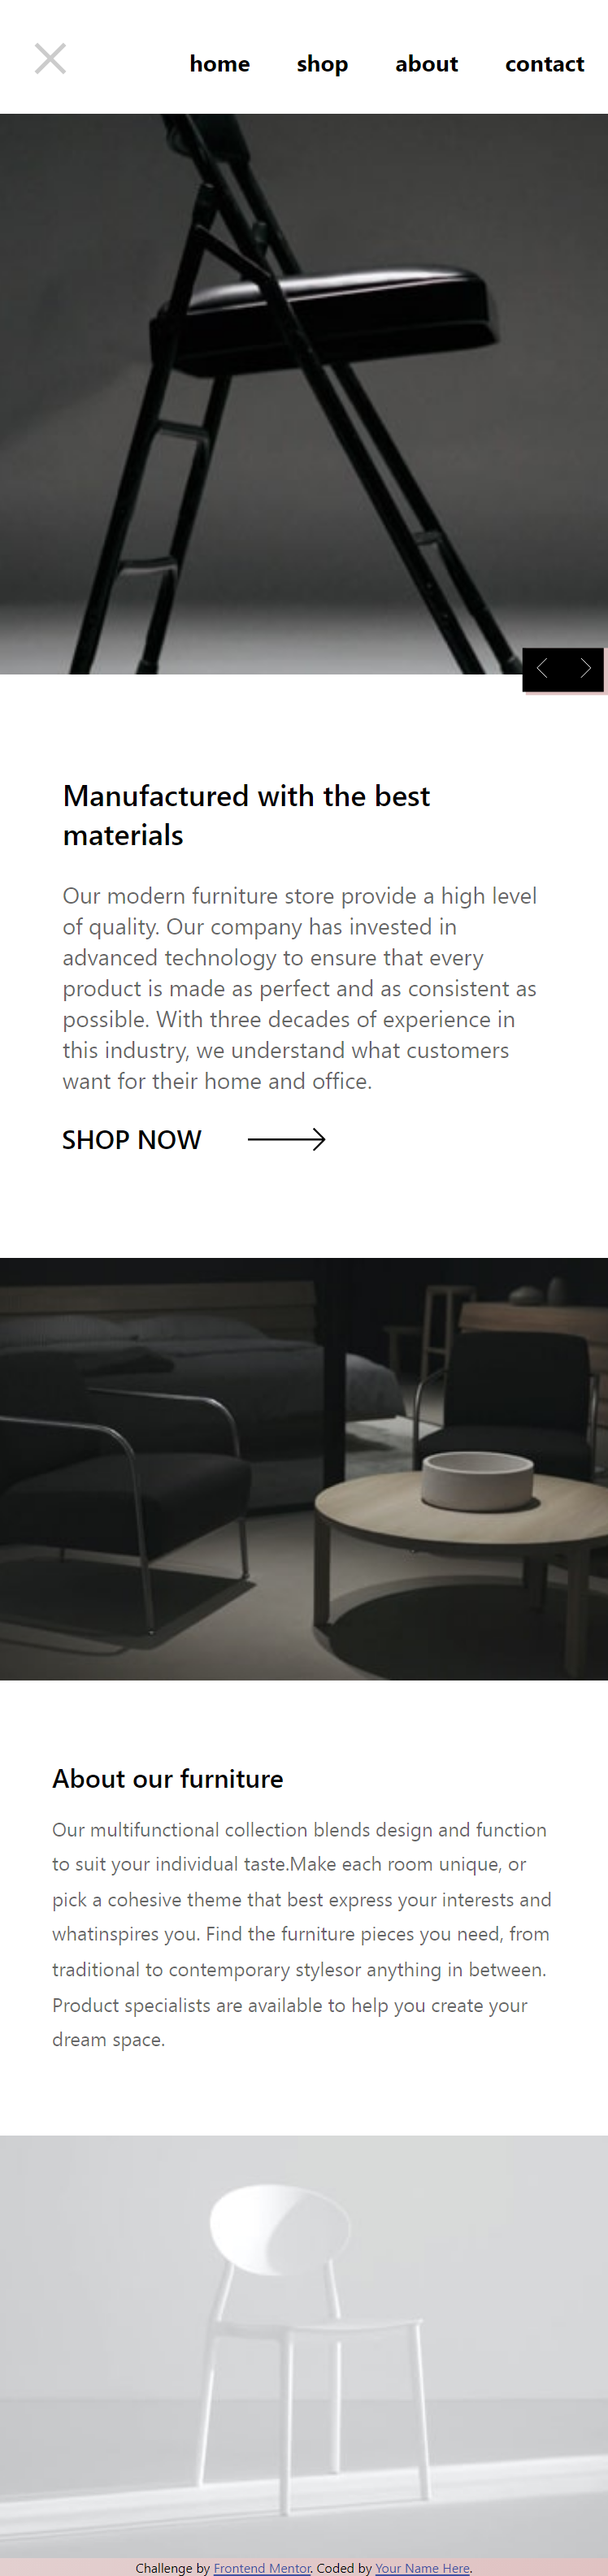 home shop about contact
Manufactured with the best
materials
Our modern furniture store provide a high level
of quality. Our company has invested in
advanced technology to ensure that every
product is made as perfect and as consistent as
possible. With three decades of experience in
this industry, we understand what customers
want for their home and office.
SHOP NOW
About our furniture
Our multifunctional collection blends design and function
to suit your individual taste.Make each room unique, or
pick a cohesive theme that best express your interests and
whatinspires you. Find the furniture pieces you need, from
traditional to contemporary stylesor anything in between.
Product specialists are available to help you create your
dream space.
Challenge by Frontend Mentor. Coded by Your Name Here.